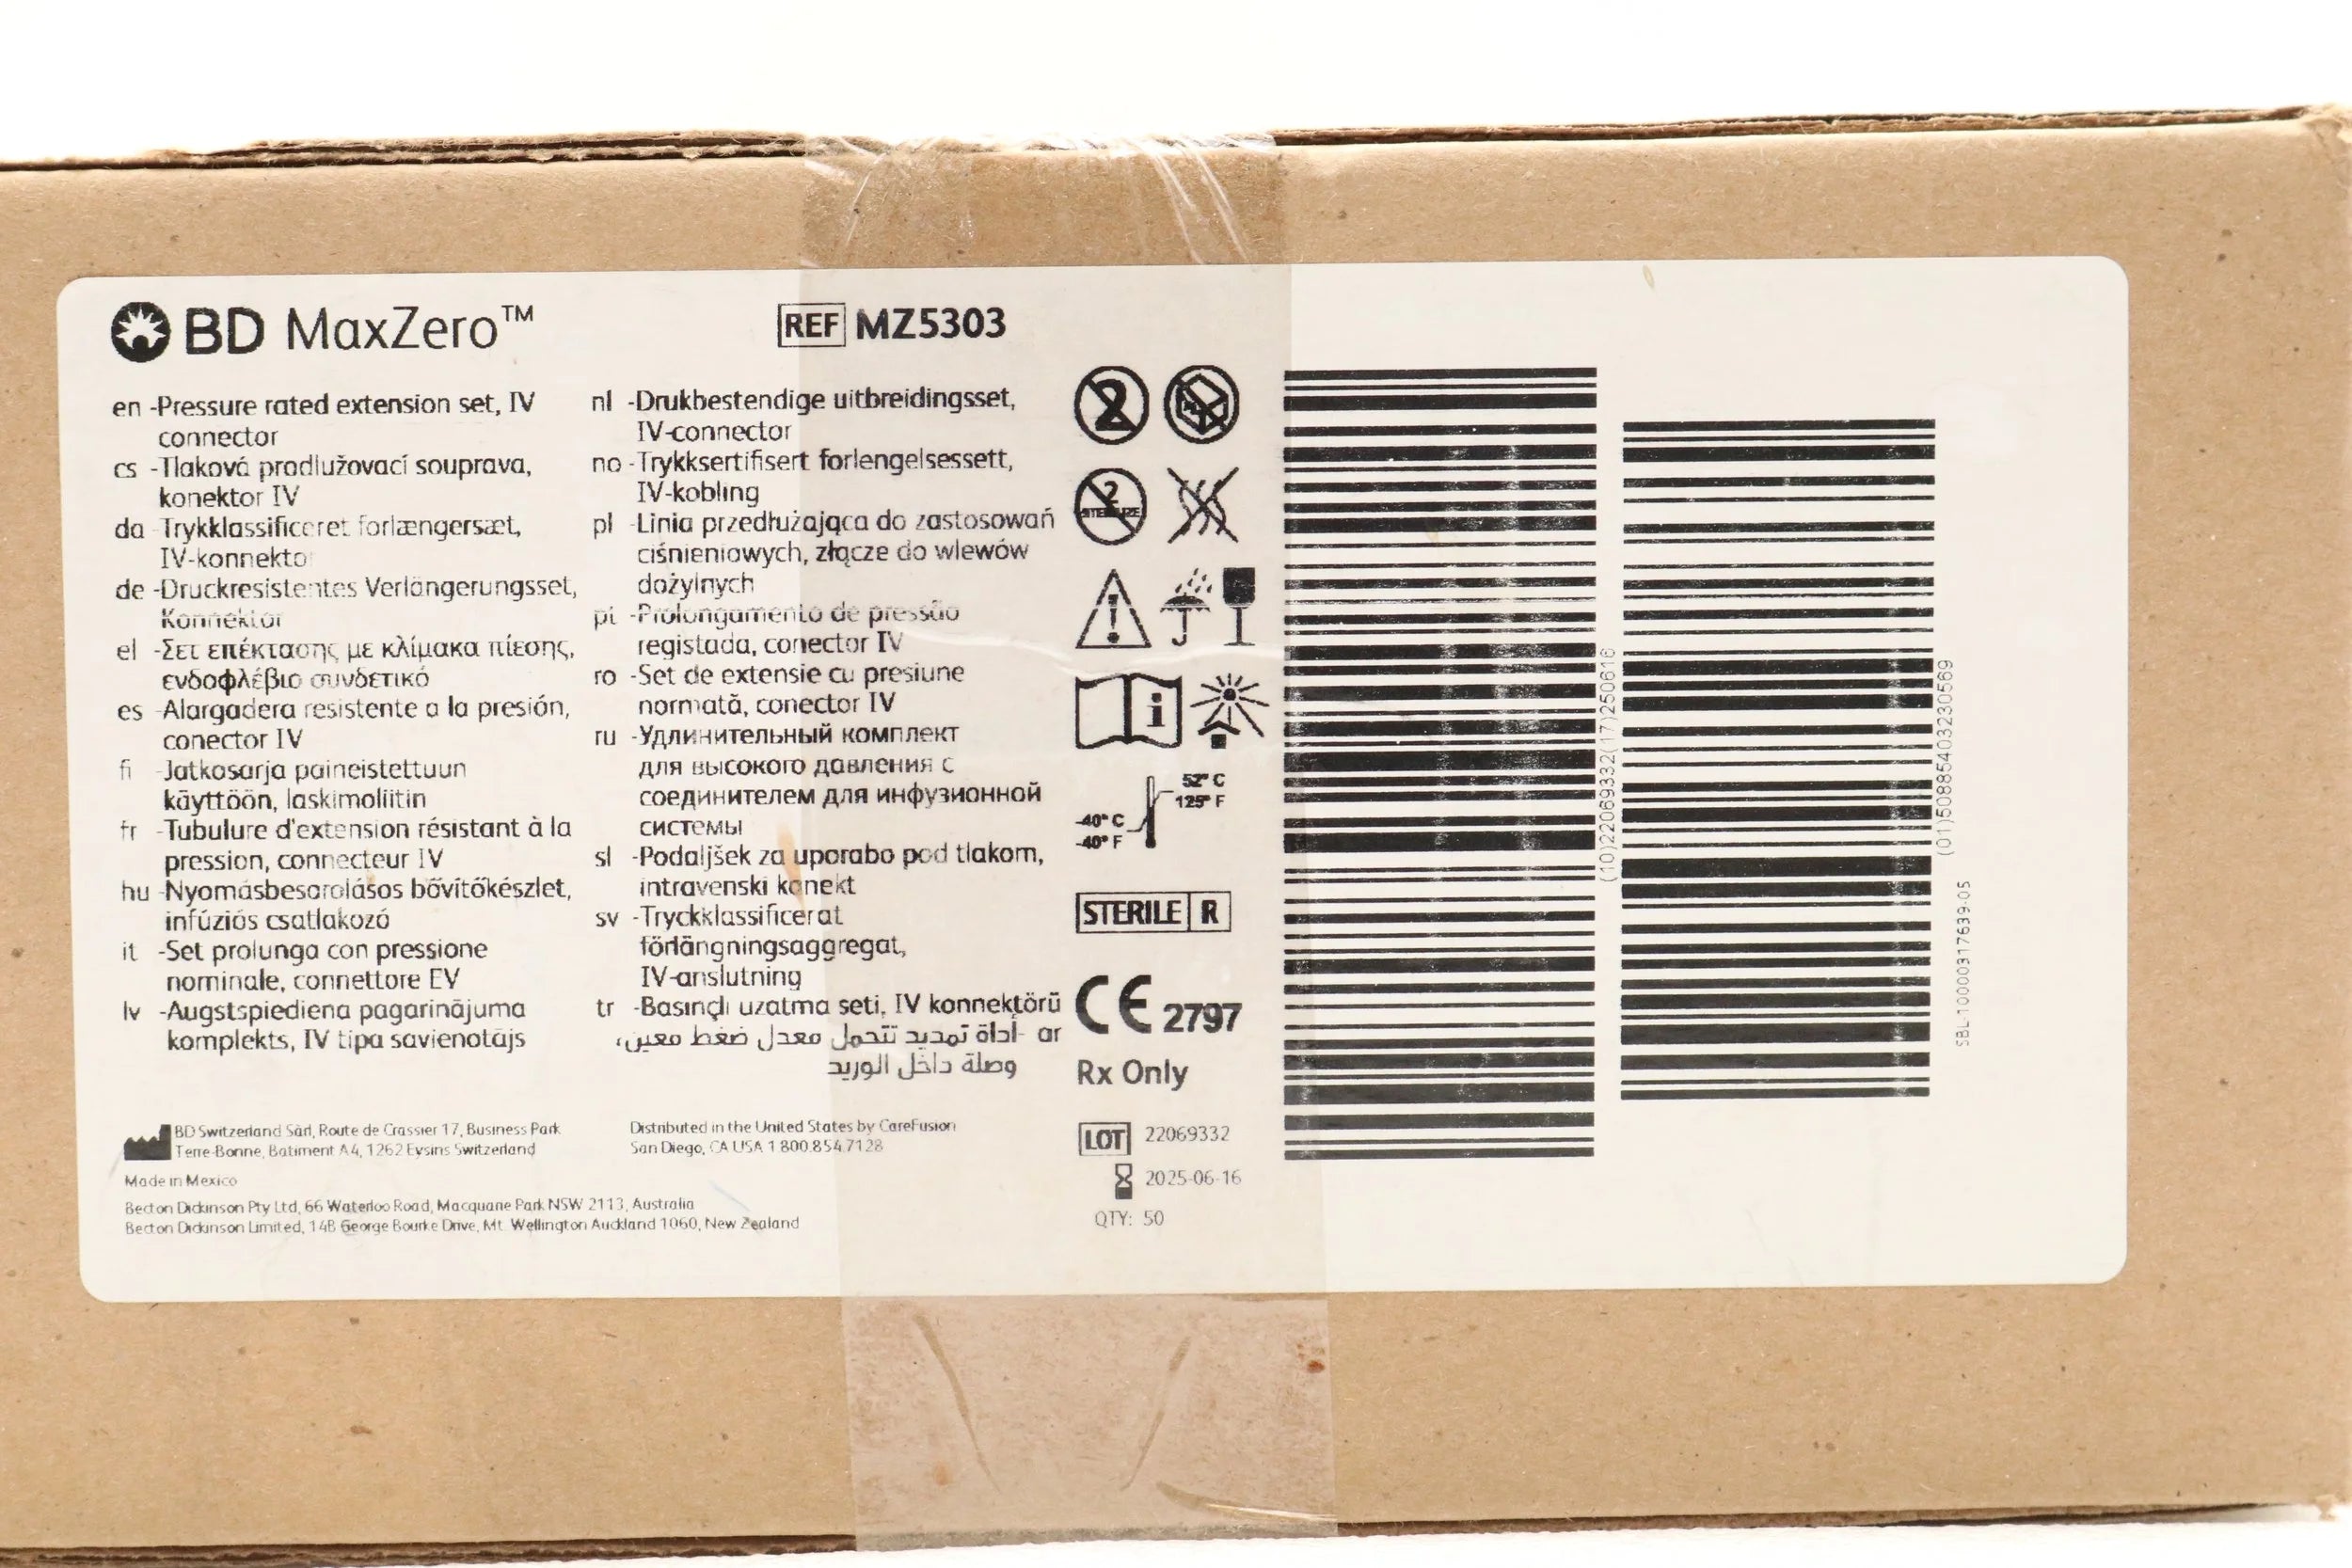 BD MaxZero™
REF MZ5303
en -Pressure rated extension set, IV
connector
cs -Tlaková prodlužovací souprava,
konektor IV
da -Trykklassificeret forlængersæt,
IV-konnekto
de -Druckresistentes Verlängerungsset,
Konnektor
el -Σετ επέκτασης με κλίμακα πίεσης,
ενδοφλέβιο συνδετικό
es -Alargadera resistente a la presión,
conector IV
fi -Jatkosarja paineistettuun
käyttöön, laskimoliitin
fr -Tubulure d'extension résistant à la
pression, connecteur IV
hu -Nyomásbesorolásos bővítőkészlet,
infúziós csatlakozó
it -Set prolunga con pressione
nominale, connettore EV
lv -Augstspiediena pagarinājuma
komplekts, IV tipa savienotājs
nl -Drukbestendige uitbreidingsset,
IV-connector
no -Trykksertifisert forlengelsessett,
IV-kobling
pl -Linia przedłużająca do zastosowań
ciśnieniowych, złącze do wlewów
dożylnych
pt -Prolongamento de pressão
registada, conector IV
ro -Set de extensie cu presiune
normată, conector IV
ru -Удлинительный комплект
для высокого давления с
соединителем для инфузионной
системы
sl -Podaljšek za uporabo pod tlakom,
intravenski konekt
sv -Tryckklassificerat
förlängningsaggregat,
IV-anslutning
tr -Basınçlı uzatma seti, IV konnektörü
ar -أداة تمديد تتحمل معدل ضغط معين،
وصلة داخل الوريد
2
2
STERILIZE
52° C
125° F
-40° C
-40° F
STERILE R
CE 2797
Rx Only
LOT 22069332
2025-06-16
QTY: 50
BD Switzerland Sàrl, Route de Crassier 17, Business Park
Terre-Bonne, Batiment A4, 1262 Eysins Switzerland
Distributed in the United States by CareFusion
San Diego, CA USA 1 800.854.7128
Made in Mexico
Becton Dickinson Pty Ltd, 66 Waterloo Road, Macquarie Park NSW 2113, Australia
Becton Dickinson Limited, 14B George Bourke Drive, Mt. Wellington Auckland 1060, New Zealand
(10)22069332(17)250616
(01)50885403230569
SBL-10000317639-05